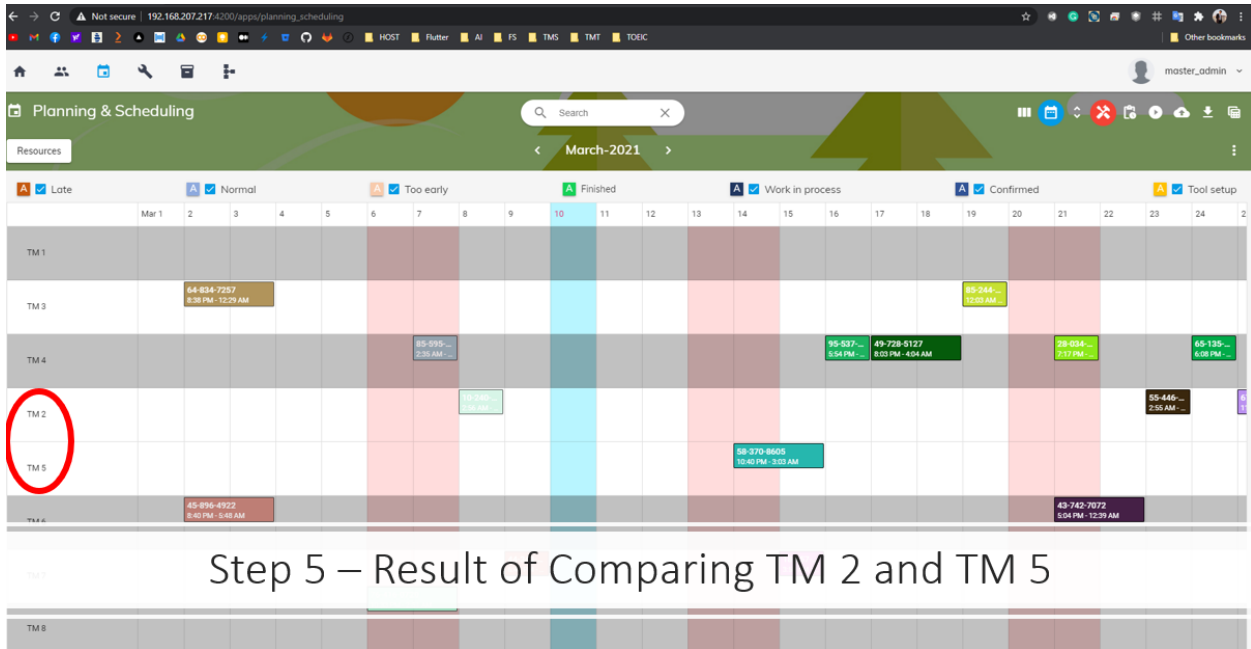 Not secure | 192.168.207.217:4200/apps/planning_scheduling
HOST Flutter AI FS TMS TMT TOEIC Other bookmarks
master_admin
Planning & Scheduling
Search
Resources
March-2021
A Late A Normal A Too early A Finished A Work in process A Confirmed A Tool setup
Mar 1 2 3 4 5 6 7 8 9 10 11 12 13 14 15 16 17 18 19 20 21 22 23 24 2
TM 1
64-834-7257 85-244-...
TM 3 8:38 PM - 12:29 AM 12:03 AM
85-595-... 95-537-... 49-728-5127 28-034-... 65-135-...
TM 4 2:35 AM -... 5:54 PM -... 8:03 PM - 4:04 AM 7:17 PM -... 6:08 PM -...
55-446-...
TM 2 2:55 AM -...
58-370-8605
TM 5 10:40 PM - 3:03 AM
45-896-4922 43-742-7072
TM 6 8:40 PM - 5:48 AM 5:04 PM - 12:39 AM
Step 5 – Result of Comparing TM 2 and TM 5
TM 8